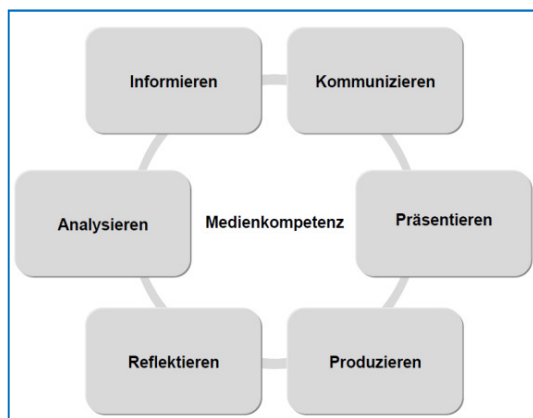 Informieren
Kommunizieren
Analysieren
Medienkompetenz
Präsentieren
Reflektieren
Produzieren